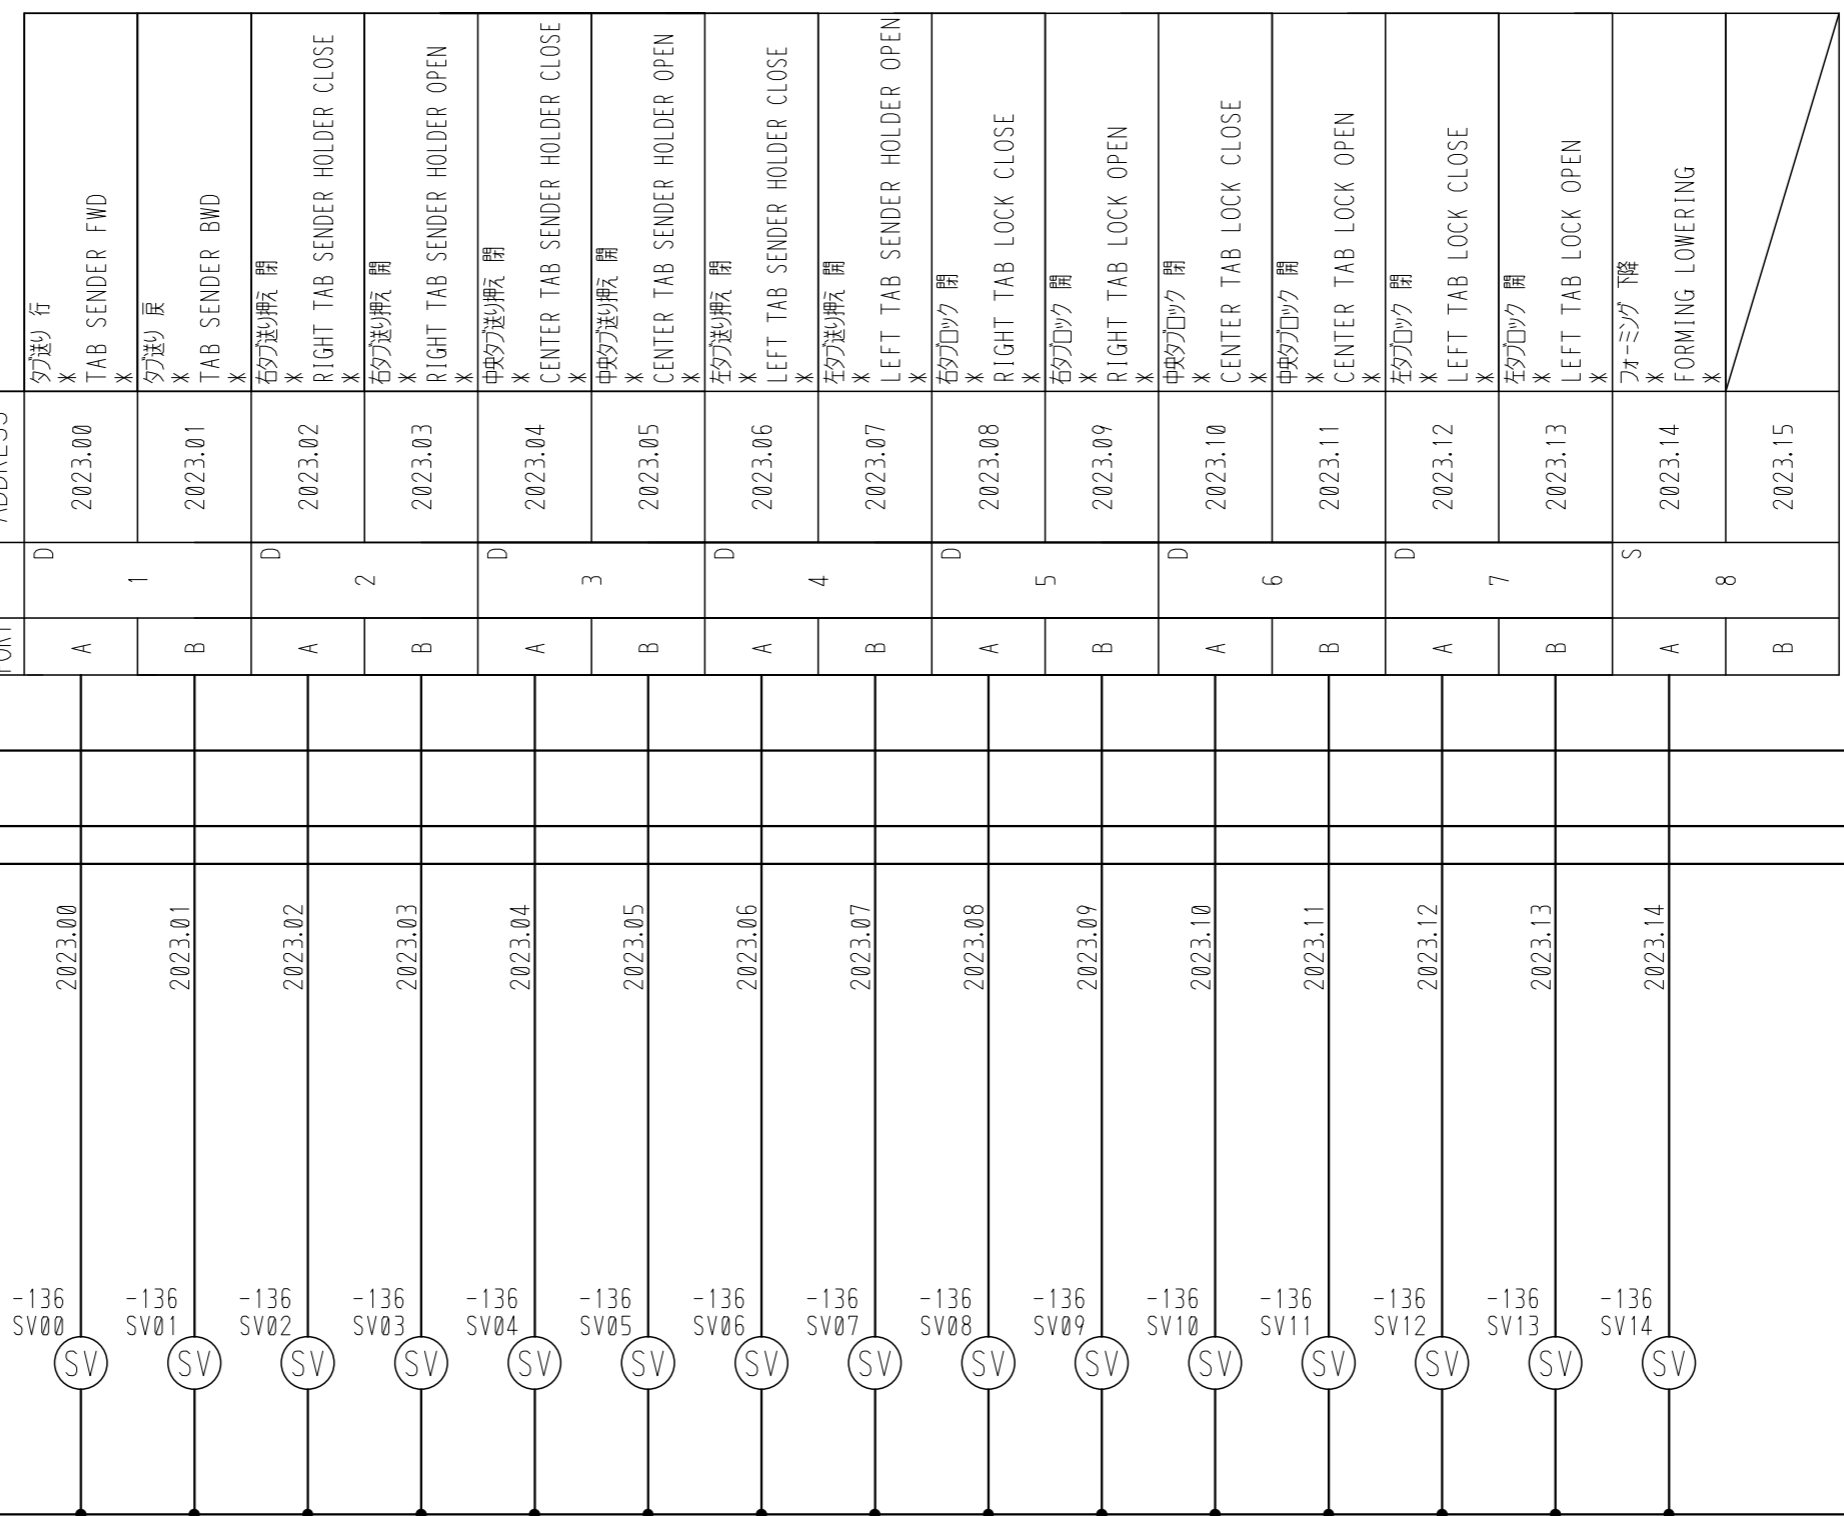 タブ送り 行
*
TAB SENDER FWD
*
タブ送り 戻
*
TAB SENDER BWD
*
右タブ送り押え 閉
*
RIGHT TAB SENDER HOLDER CLOSE
*
右タブ送り押え 開
*
RIGHT TAB SENDER HOLDER OPEN
*
中央タブ送り押え 閉
*
CENTER TAB SENDER HOLDER CLOSE
*
中央タブ送り押え 開
*
CENTER TAB SENDER HOLDER OPEN
*
左タブ送り押え 閉
*
LEFT TAB SENDER HOLDER CLOSE
*
左タブ送り押え 開
*
LEFT TAB SENDER HOLDER OPEN
*
右タブロック 閉
*
RIGHT TAB LOCK CLOSE
*
右タブロック 開
*
RIGHT TAB LOCK OPEN
*
中央タブロック 閉
*
CENTER TAB LOCK CLOSE
*
中央タブロック 開
*
CENTER TAB LOCK OPEN
*
左タブロック 閉
*
LEFT TAB LOCK CLOSE
*
左タブロック 開
*
LEFT TAB LOCK OPEN
*
フォーミング 下降
*
FORMING LOWERING
*
ADDRESS
2023.00
2023.01
2023.02
2023.03
2023.04
2023.05
2023.06
2023.07
2023.08
2023.09
2023.10
2023.11
2023.12
2023.13
2023.14
2023.15
D
1
D
2
D
3
D
4
D
5
D
6
D
7
S
8
PORT
A
B
A
B
A
B
A
B
A
B
A
B
A
B
A
B
2023.00
2023.01
2023.02
2023.03
2023.04
2023.05
2023.06
2023.07
2023.08
2023.09
2023.10
2023.11
2023.12
2023.13
2023.14
-136
SV00
SV
-136
SV01
SV
-136
SV02
SV
-136
SV03
SV
-136
SV04
SV
-136
SV05
SV
-136
SV06
SV
-136
SV07
SV
-136
SV08
SV
-136
SV09
SV
-136
SV10
SV
-136
SV11
SV
-136
SV12
SV
-136
SV13
SV
-136
SV14
SV